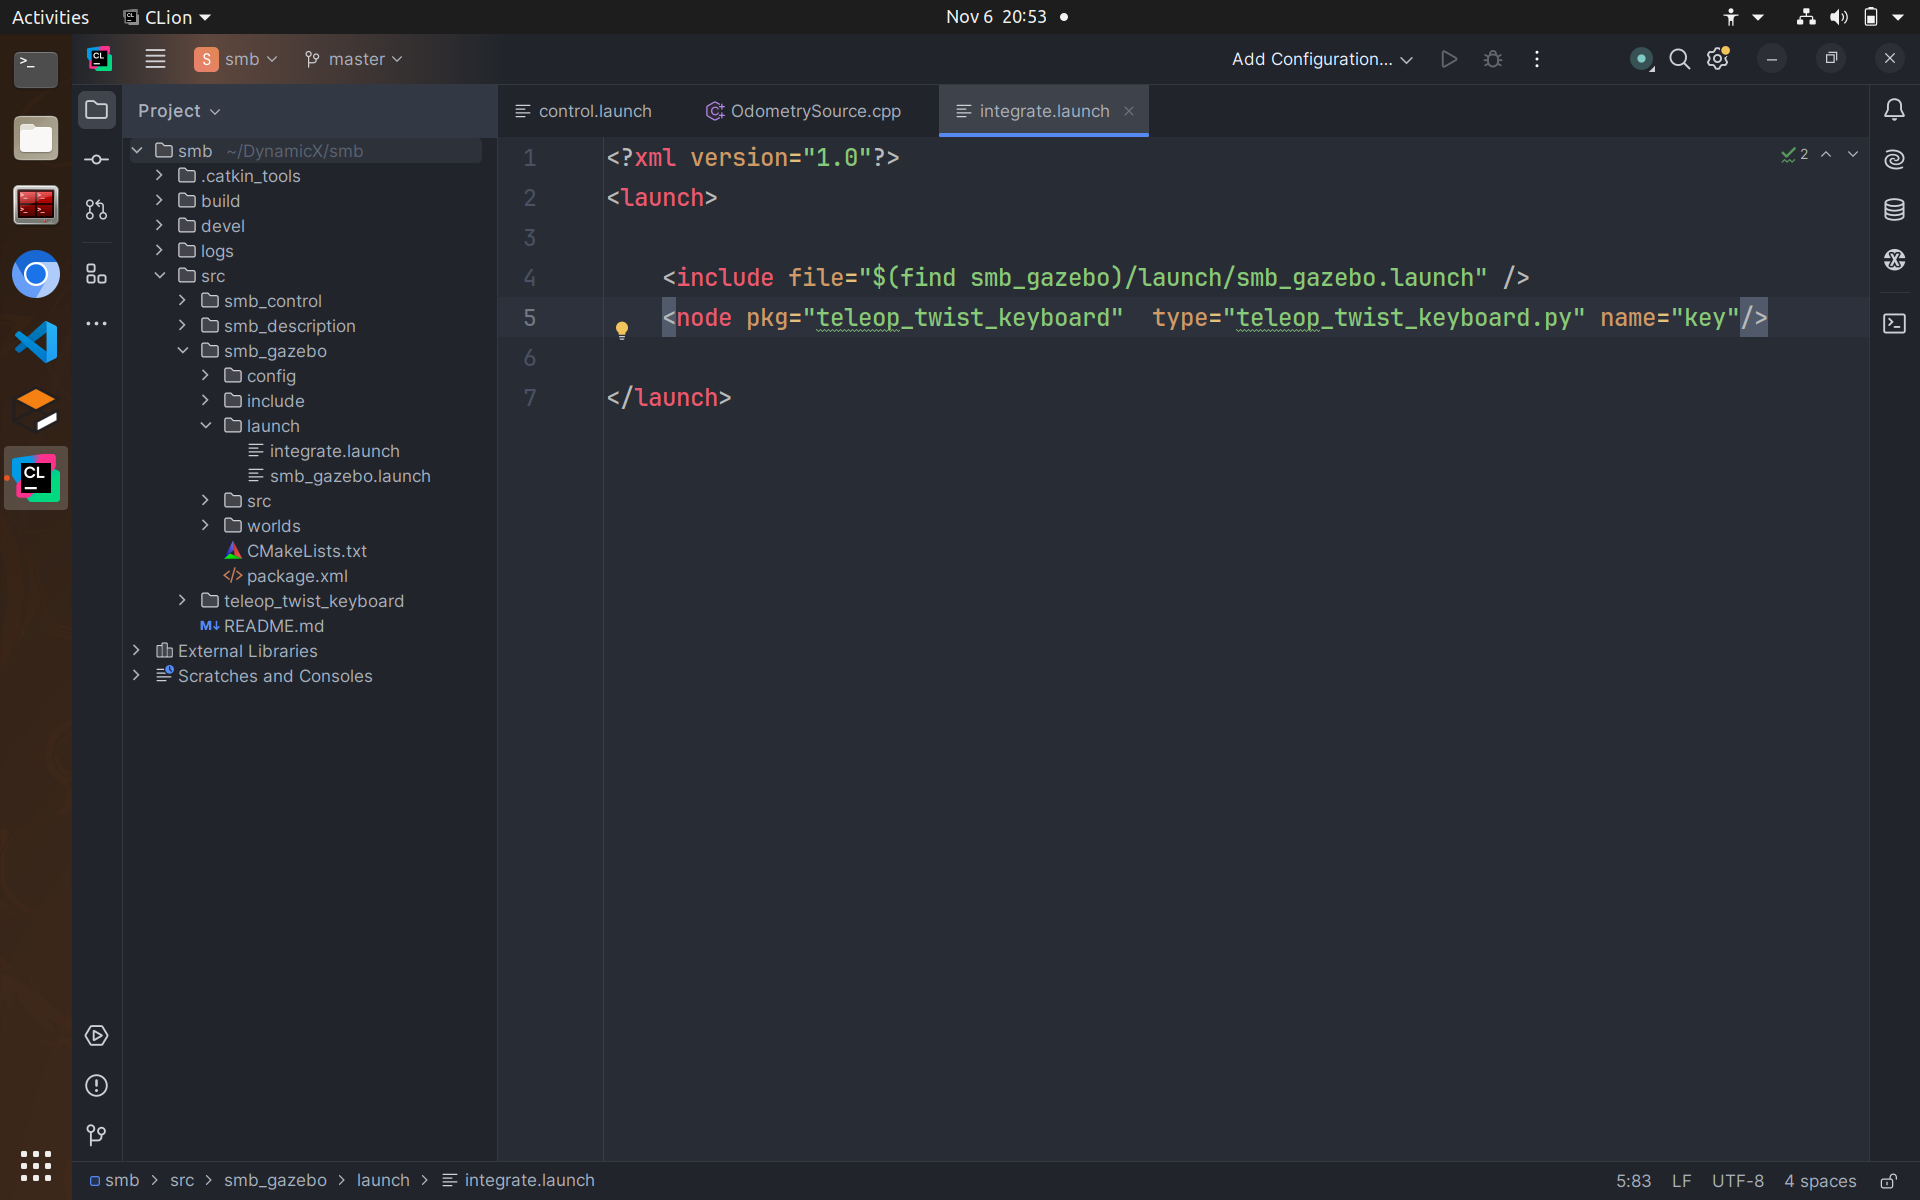 Activities CLion Nov 6 20:53
CL S smb master Add Configuration...
Project
control.launch OdometrySource.cpp integrate.launch
smb ~/DynamicX/smb
.catkin_tools
build
devel
logs
src
smb_control
smb_description
smb_gazebo
config
include
launch
integrate.launch
smb_gazebo.launch
src
worlds
CMakeLists.txt
</> package.xml
teleop_twist_keyboard
M↓ README.md
External Libraries
Scratches and Consoles
CL
1 <?xml version="1.0"?>
2 <launch>
3
4 <include file="$(find smb_gazebo)/launch/smb_gazebo.launch" />
5 <node pkg="teleop_twist_keyboard"  type="teleop_twist_keyboard.py" name="key"/>
6
7 </launch>
2
smb > src > smb_gazebo > launch > integrate.launch
5:83 LF UTF-8 4 spaces